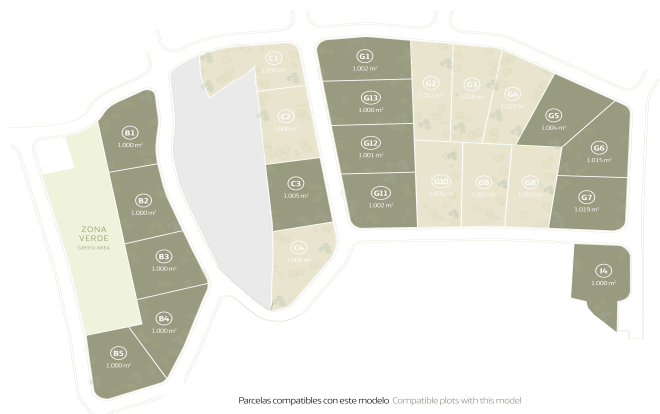 C1
G1
1.002 m²
G2
G3
G4
G13
1.000 m²
G5
1.004 m²
C2
1.000 m²
B1
1.000 m²
G12
1.001 m²
G6
1.015 m²
C3
1.005 m²
G11
1.002 m²
G10
G9
G8
G7
1.019 m²
B2
1.000 m²
ZONA
VERDE
GREEN AREA
C4
B3
1.000 m²
I4
1.000 m²
B4
1.000 m²
B5
1.000 m²
Parcelas compatibles con este modelo Compatible plots with this model